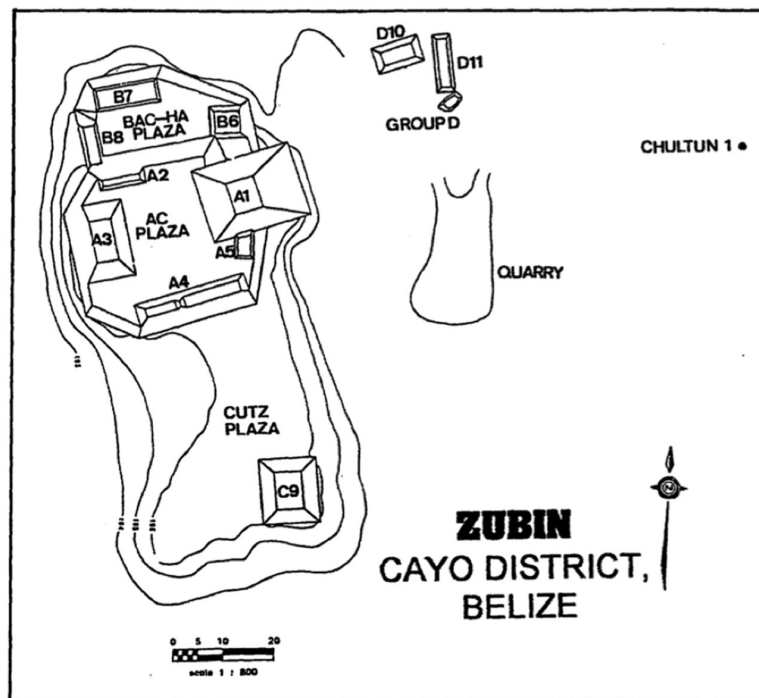 D10
D11
GROUP D
B7
BAC-HA
PLAZA
B6
B8
CHULTUN 1
A2
A1
AC
PLAZA
A3
A5
A4
QUARRY
CUTZ
PLAZA
C9
ZUBIN
CAYO DISTRICT,
BELIZE
0 5 10 20
scale 1 : 800